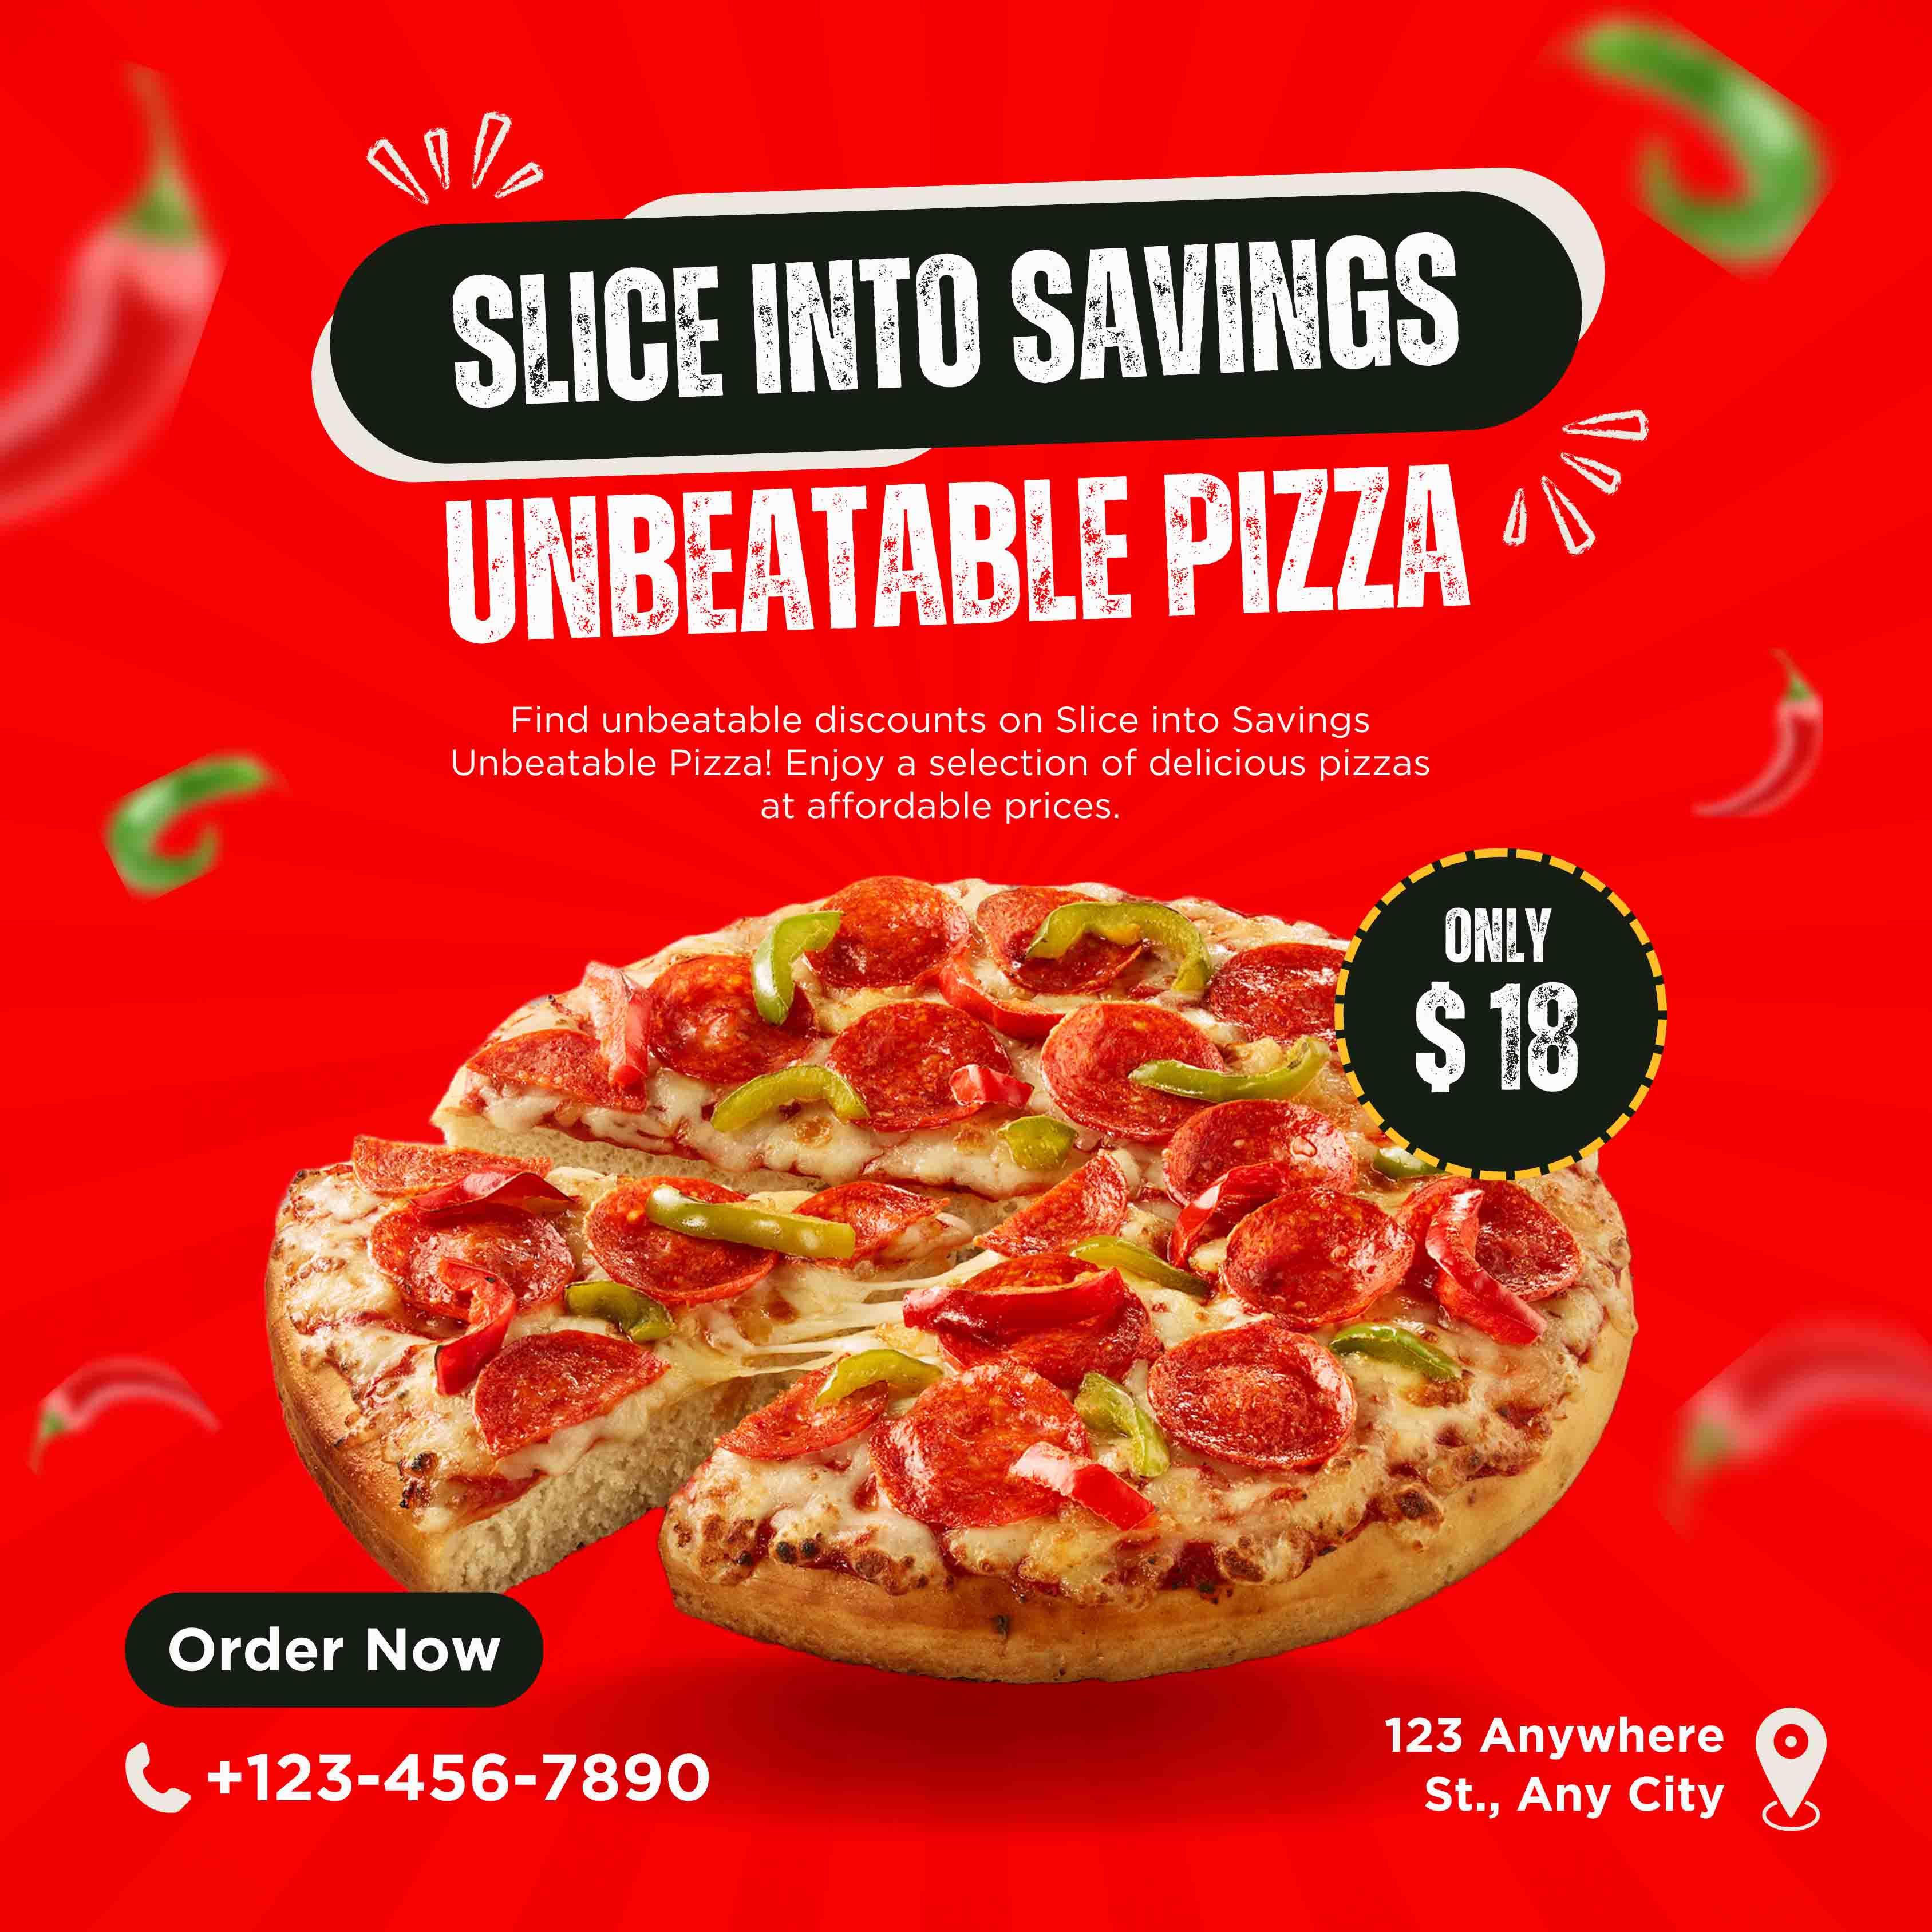 SLICE INTO SAVINGS
UNBEATABLE PIZZA
Find unbeatable discounts on Slice into Savings
Unbeatable Pizza! Enjoy a selection of delicious pizzas
at affordable prices.
ONLY
$ 18
Order Now
+123-456-7890
123 Anywhere
St., Any City